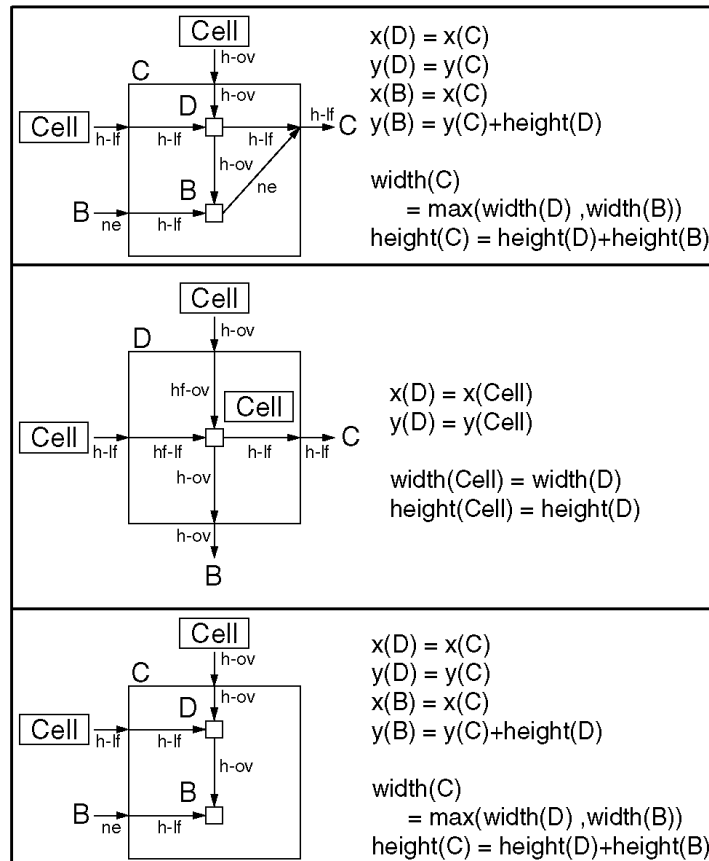 Cell
h-ov
C
h-ov
D
Cell
h-lf
h-lf
h-lf
h-lf
C
h-ov
B
ne
B
ne
h-lf
x(D) = x(C)
y(D) = y(C)
x(B) = x(C)
y(B) = y(C)+height(D)
width(C)
= max(width(D) ,width(B))
height(C) = height(D)+height(B)
Cell
h-ov
D
hf-ov
Cell
Cell
h-lf
hf-lf
h-lf
h-lf
C
h-ov
h-ov
B
x(D) = x(Cell)
y(D) = y(Cell)
width(Cell) = width(D)
height(Cell) = height(D)
Cell
h-ov
C
h-ov
D
Cell
h-lf
h-lf
h-ov
B
B
ne
h-lf
x(D) = x(C)
y(D) = y(C)
x(B) = x(C)
y(B) = y(C)+height(D)
width(C)
= max(width(D) ,width(B))
height(C) = height(D)+height(B)